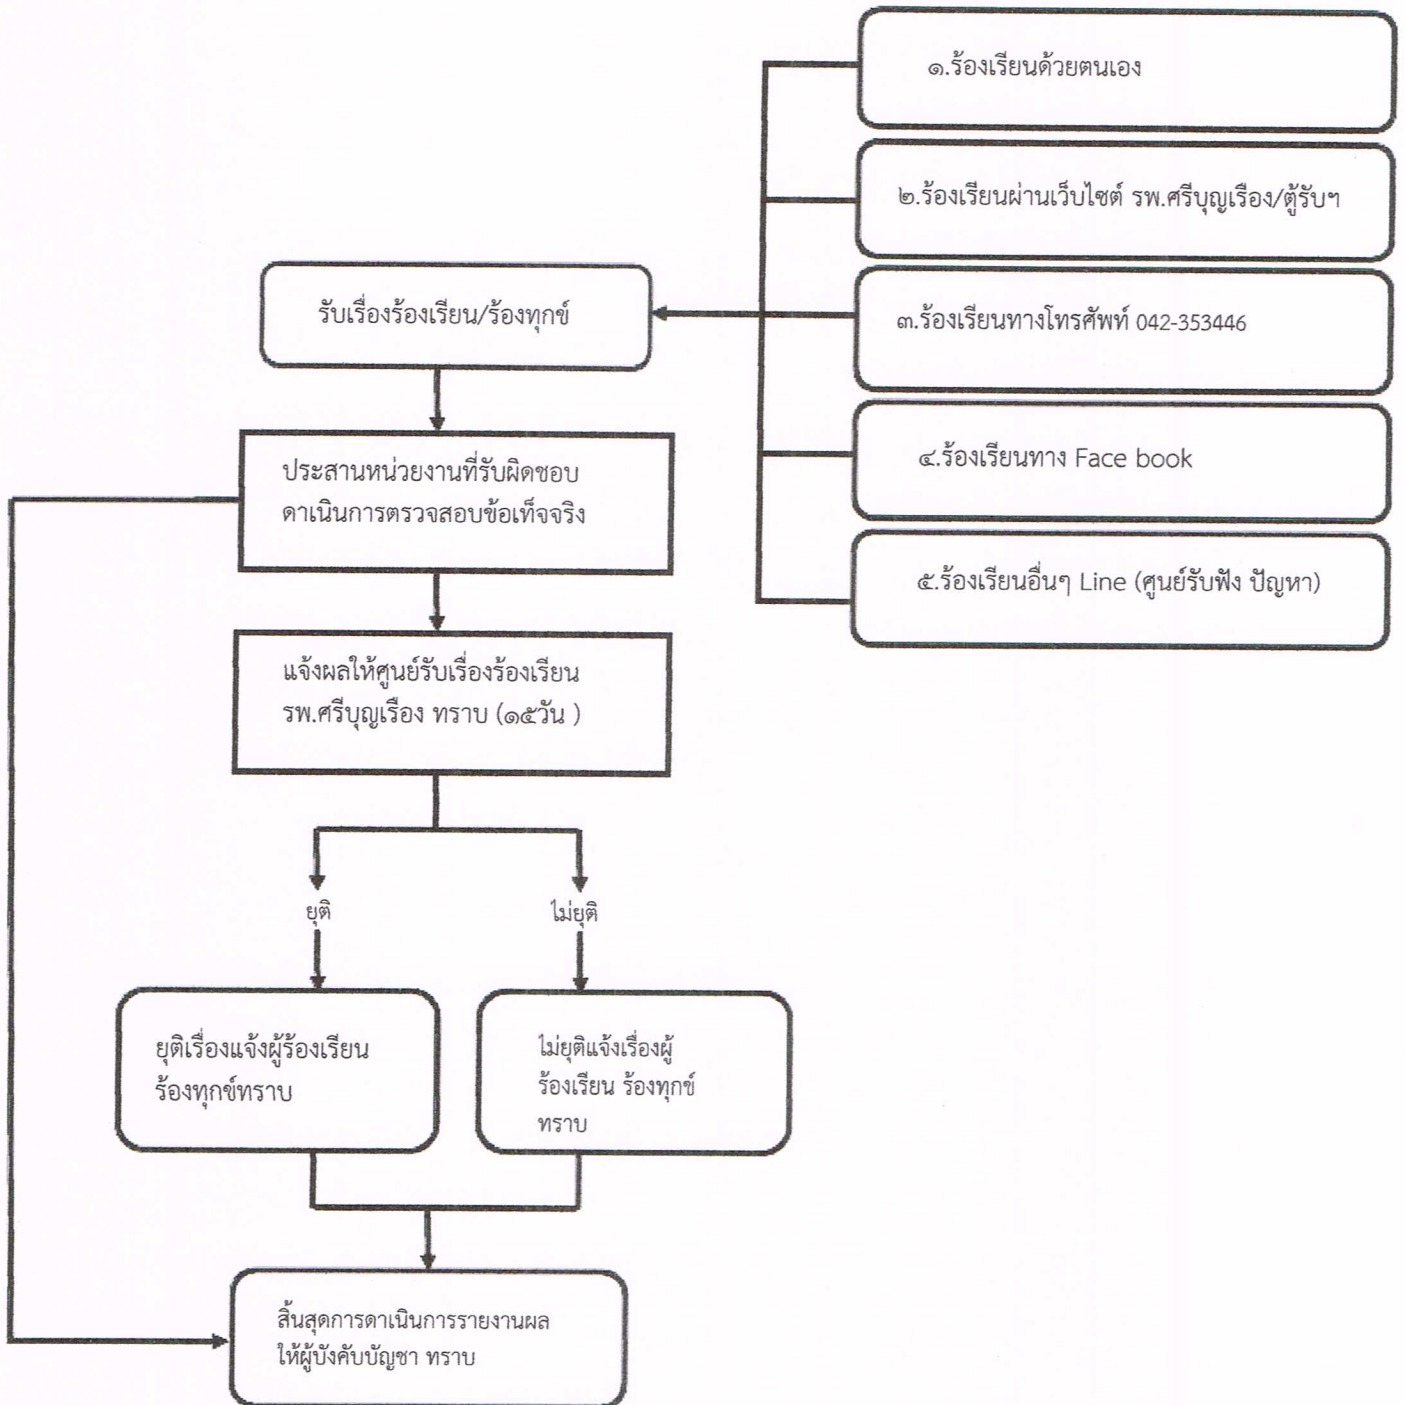 ๑.ร้องเรียนด้วยตนเอง
๒.ร้องเรียนผ่านเว็บไซต์ รพ.ศรีบุญเรือง/ตู้รับฯ
รับเรื่องร้องเรียน/ร้องทุกข์
๓.ร้องเรียนทางโทรศัพท์ 042-353446
๔.ร้องเรียนทาง Face book
๕.ร้องเรียนอื่นๆ Line (ศูนย์รับฟัง ปัญหา)
ประสานหน่วยงานที่รับผิดชอบ
ดาเนินการตรวจสอบข้อเท็จจริง
แจ้งผลให้ศูนย์รับเรื่องร้องเรียน
รพ.ศรีบุญเรือง ทราบ (๑๕วัน )
ยุติ
ไม่ยุติ
ยุติเรื่องแจ้งผู้ร้องเรียน
ร้องทุกข์ทราบ
ไม่ยุติแจ้งเรื่องผู้
ร้องเรียน ร้องทุกข์
ทราบ
สิ้นสุดการดาเนินการรายงานผล
ให้ผู้บังคับบัญชา ทราบ